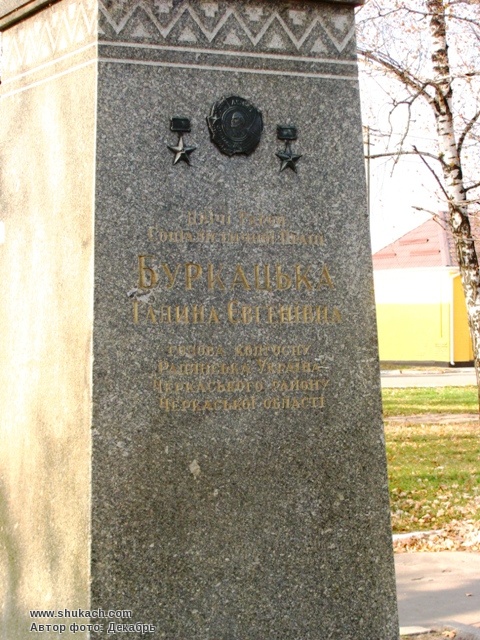 двічі Герой
Соціалістичної Праці
Буркацька
Галина Євгенівна
голова колгоспу
Радянська Україна
Черкаського району
Черкаської області
www.shukach.com
Автор фото: Декабрь